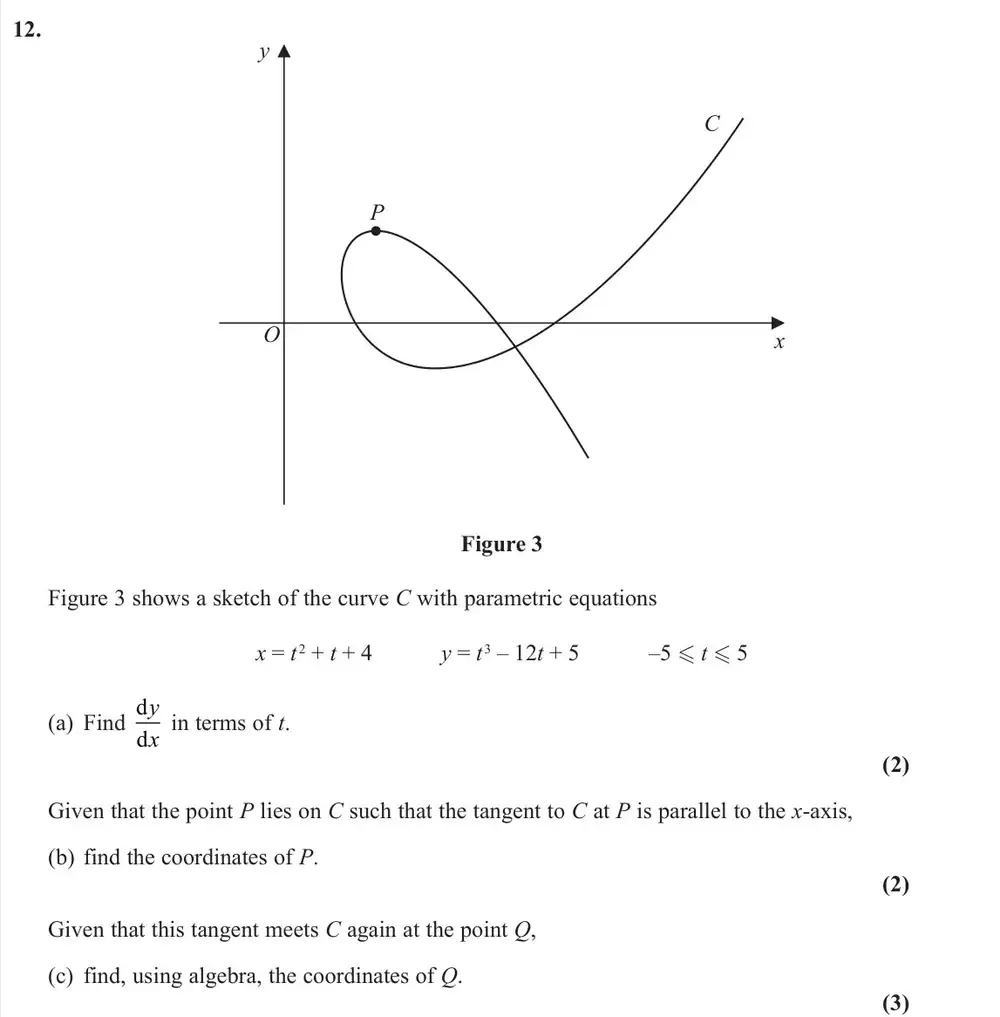 12.
y
C
P
O
x
Figure 3
Figure 3 shows a sketch of the curve C with parametric equations
x = t² + t + 4    y = t³ – 12t + 5    –5 ⩽ t ⩽ 5
(a) Find dy/dx in terms of t.
(2)
Given that the point P lies on C such that the tangent to C at P is parallel to the x-axis,
(b) find the coordinates of P.
(2)
Given that this tangent meets C again at the point Q,
(c) find, using algebra, the coordinates of Q.
(3)